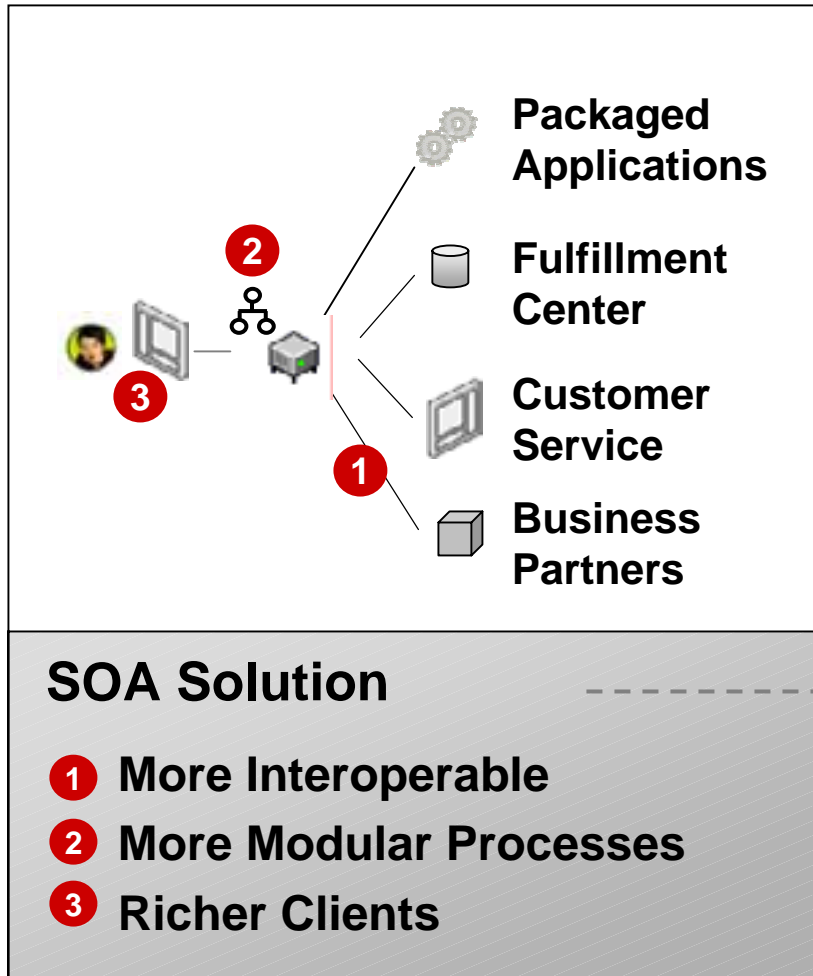 Packaged
Applications
2
Fulfillment
Center
3
Customer
Service
1
Business
Partners
SOA Solution
1 More Interoperable
2 More Modular Processes
3 Richer Clients